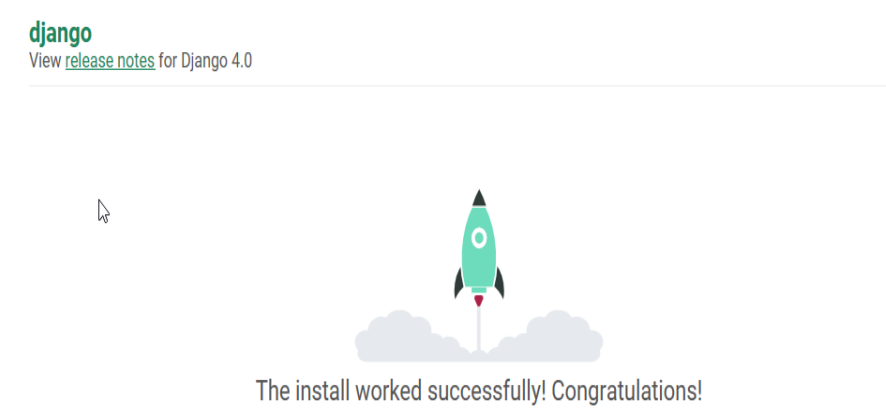 django
View release notes for Django 4.0
The install worked successfully! Congratulations!